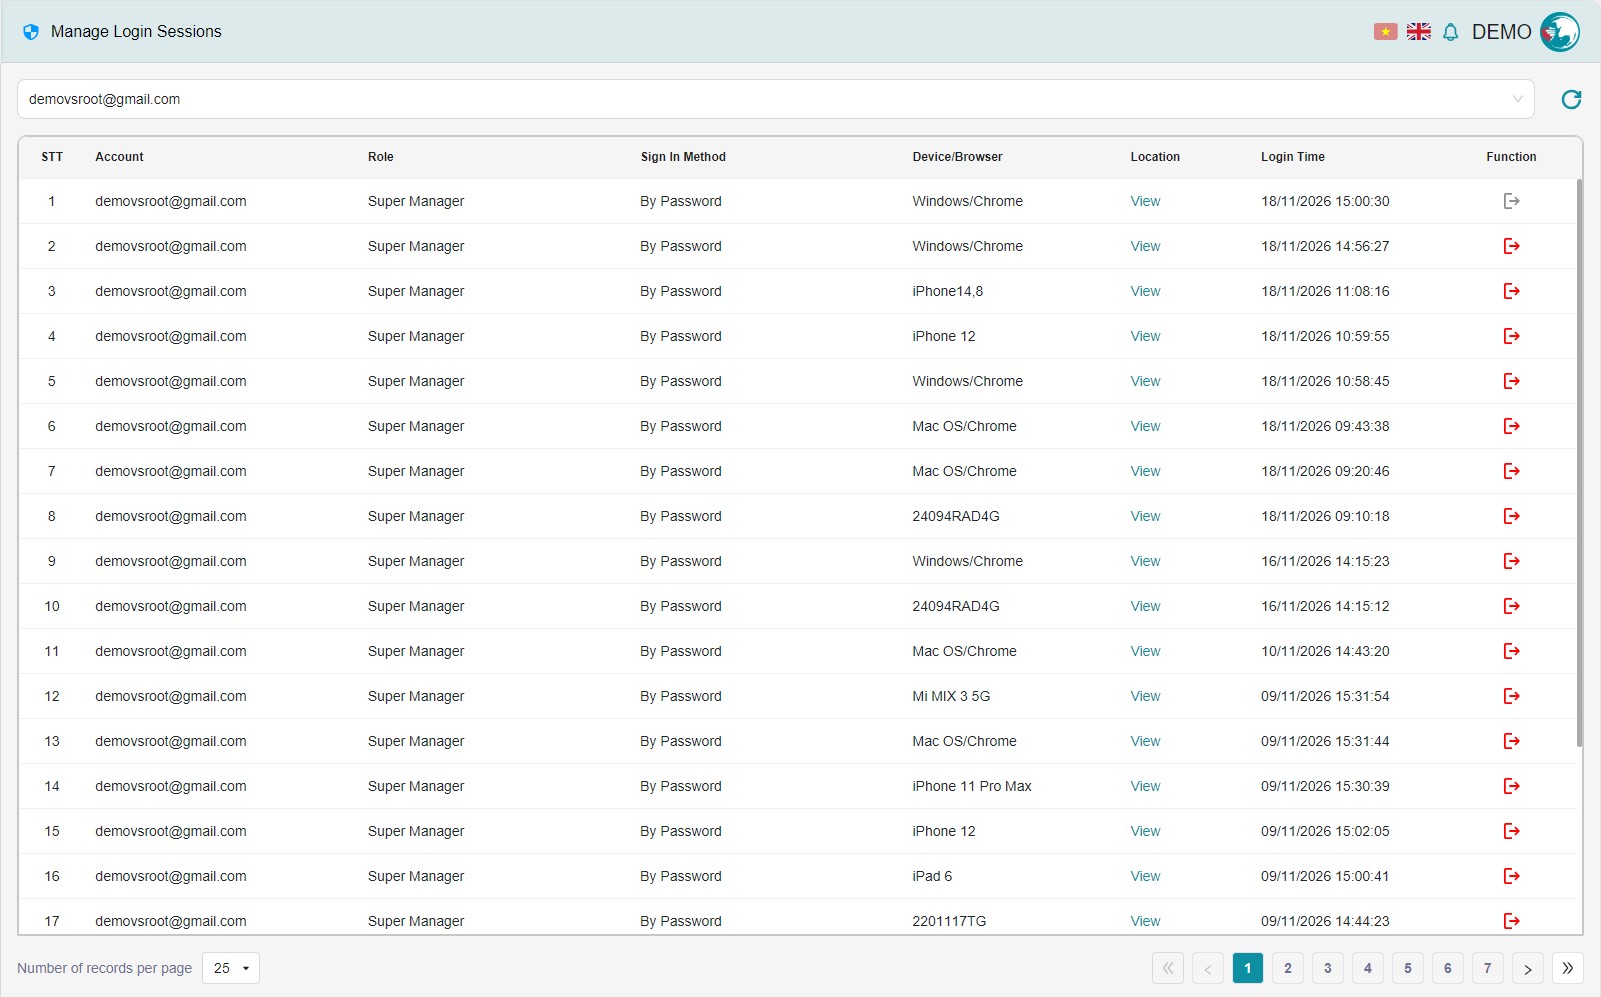 Manage Login Sessions DEMO
demovsroot@gmail.com
STT Account Role Sign In Method Device/Browser Location Login Time Function
1 demovsroot@gmail.com Super Manager By Password Windows/Chrome View 18/11/2026 15:00:30
2 demovsroot@gmail.com Super Manager By Password Windows/Chrome View 18/11/2026 14:56:27
3 demovsroot@gmail.com Super Manager By Password iPhone14,8 View 18/11/2026 11:08:16
4 demovsroot@gmail.com Super Manager By Password iPhone 12 View 18/11/2026 10:59:55
5 demovsroot@gmail.com Super Manager By Password Windows/Chrome View 18/11/2026 10:58:45
6 demovsroot@gmail.com Super Manager By Password Mac OS/Chrome View 18/11/2026 09:43:38
7 demovsroot@gmail.com Super Manager By Password Mac OS/Chrome View 18/11/2026 09:20:46
8 demovsroot@gmail.com Super Manager By Password 24094RAD4G View 18/11/2026 09:10:18
9 demovsroot@gmail.com Super Manager By Password Windows/Chrome View 16/11/2026 14:15:23
10 demovsroot@gmail.com Super Manager By Password 24094RAD4G View 16/11/2026 14:15:12
11 demovsroot@gmail.com Super Manager By Password Mac OS/Chrome View 10/11/2026 14:43:20
12 demovsroot@gmail.com Super Manager By Password Mi MIX 3 5G View 09/11/2026 15:31:54
13 demovsroot@gmail.com Super Manager By Password Mac OS/Chrome View 09/11/2026 15:31:44
14 demovsroot@gmail.com Super Manager By Password iPhone 11 Pro Max View 09/11/2026 15:30:39
15 demovsroot@gmail.com Super Manager By Password iPhone 12 View 09/11/2026 15:02:05
16 demovsroot@gmail.com Super Manager By Password iPad 6 View 09/11/2026 15:00:41
17 demovsroot@gmail.com Super Manager By Password 2201117TG View 09/11/2026 14:44:23
Number of records per page 25 « < 1 2 3 4 5 6 7 > »